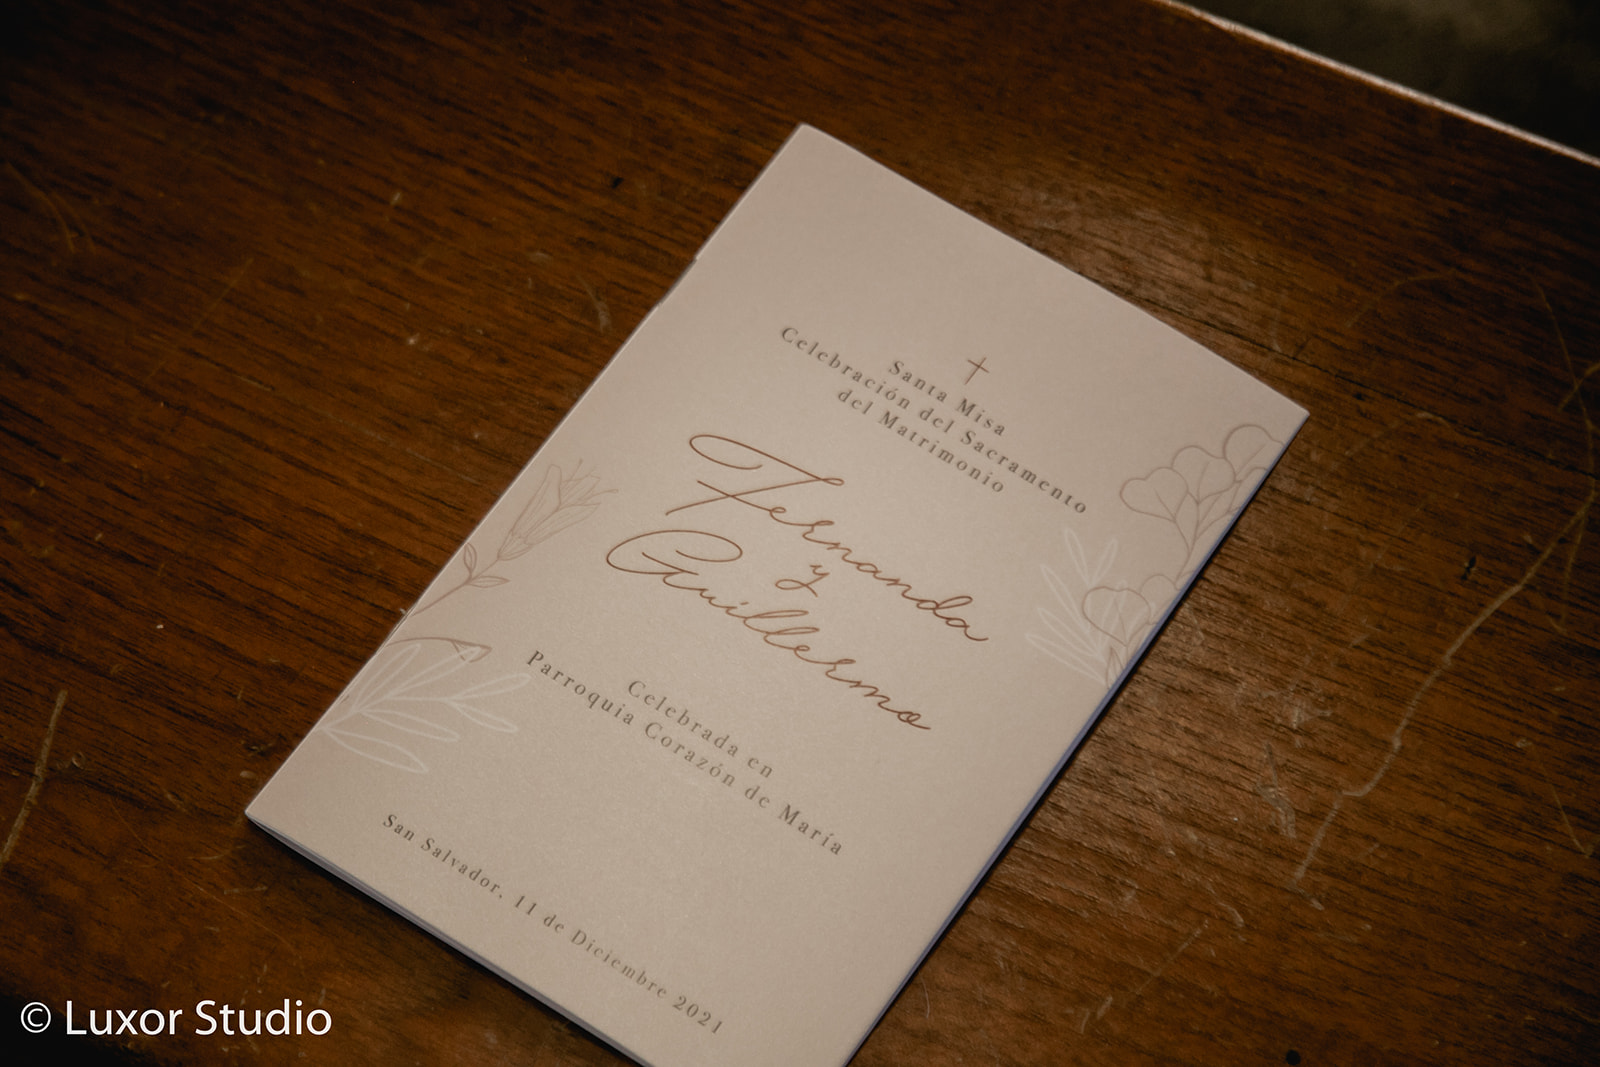 Santa Misa
Celebración del Sacramento
del Matrimonio
Fernanda
y
Guillermo
Celebrada en
Parroquia Corazón de María
San Salvador, 11 de Diciembre 2021
© Luxor Studio